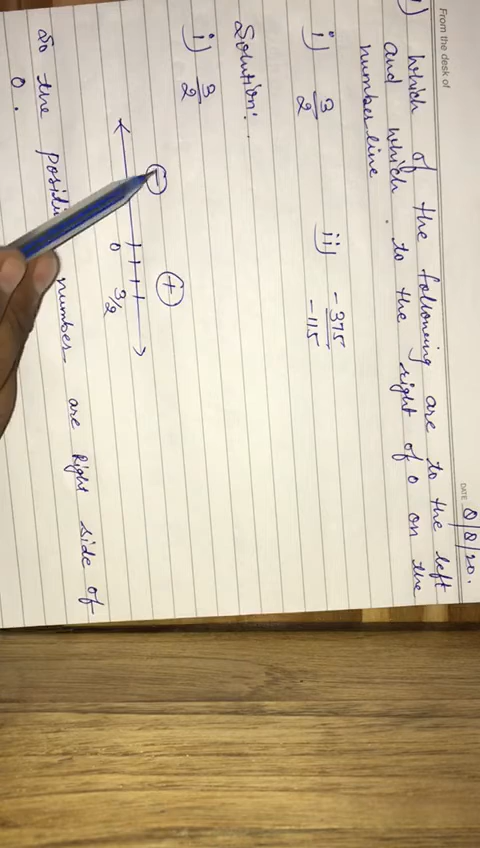 From the desk of
DATE 8/8/20.
1) which of the following are to the left
and which to the right of 0 on the
number line
i) 3/2 ii) -375/-115
Solution:
i) 3/2
- +
0 3/2
So the number are Right side of
0.